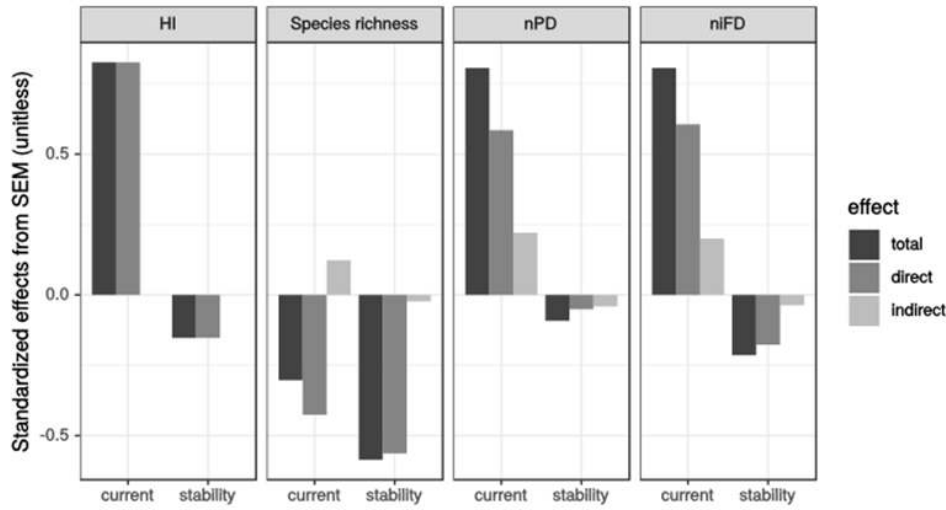 HI
Species richness
nPD
niFD
Standardized effects from SEM (unitless)
0.5
0.0
-0.5
current
stability
current
stability
current
stability
current
stability
effect
total
direct
indirect